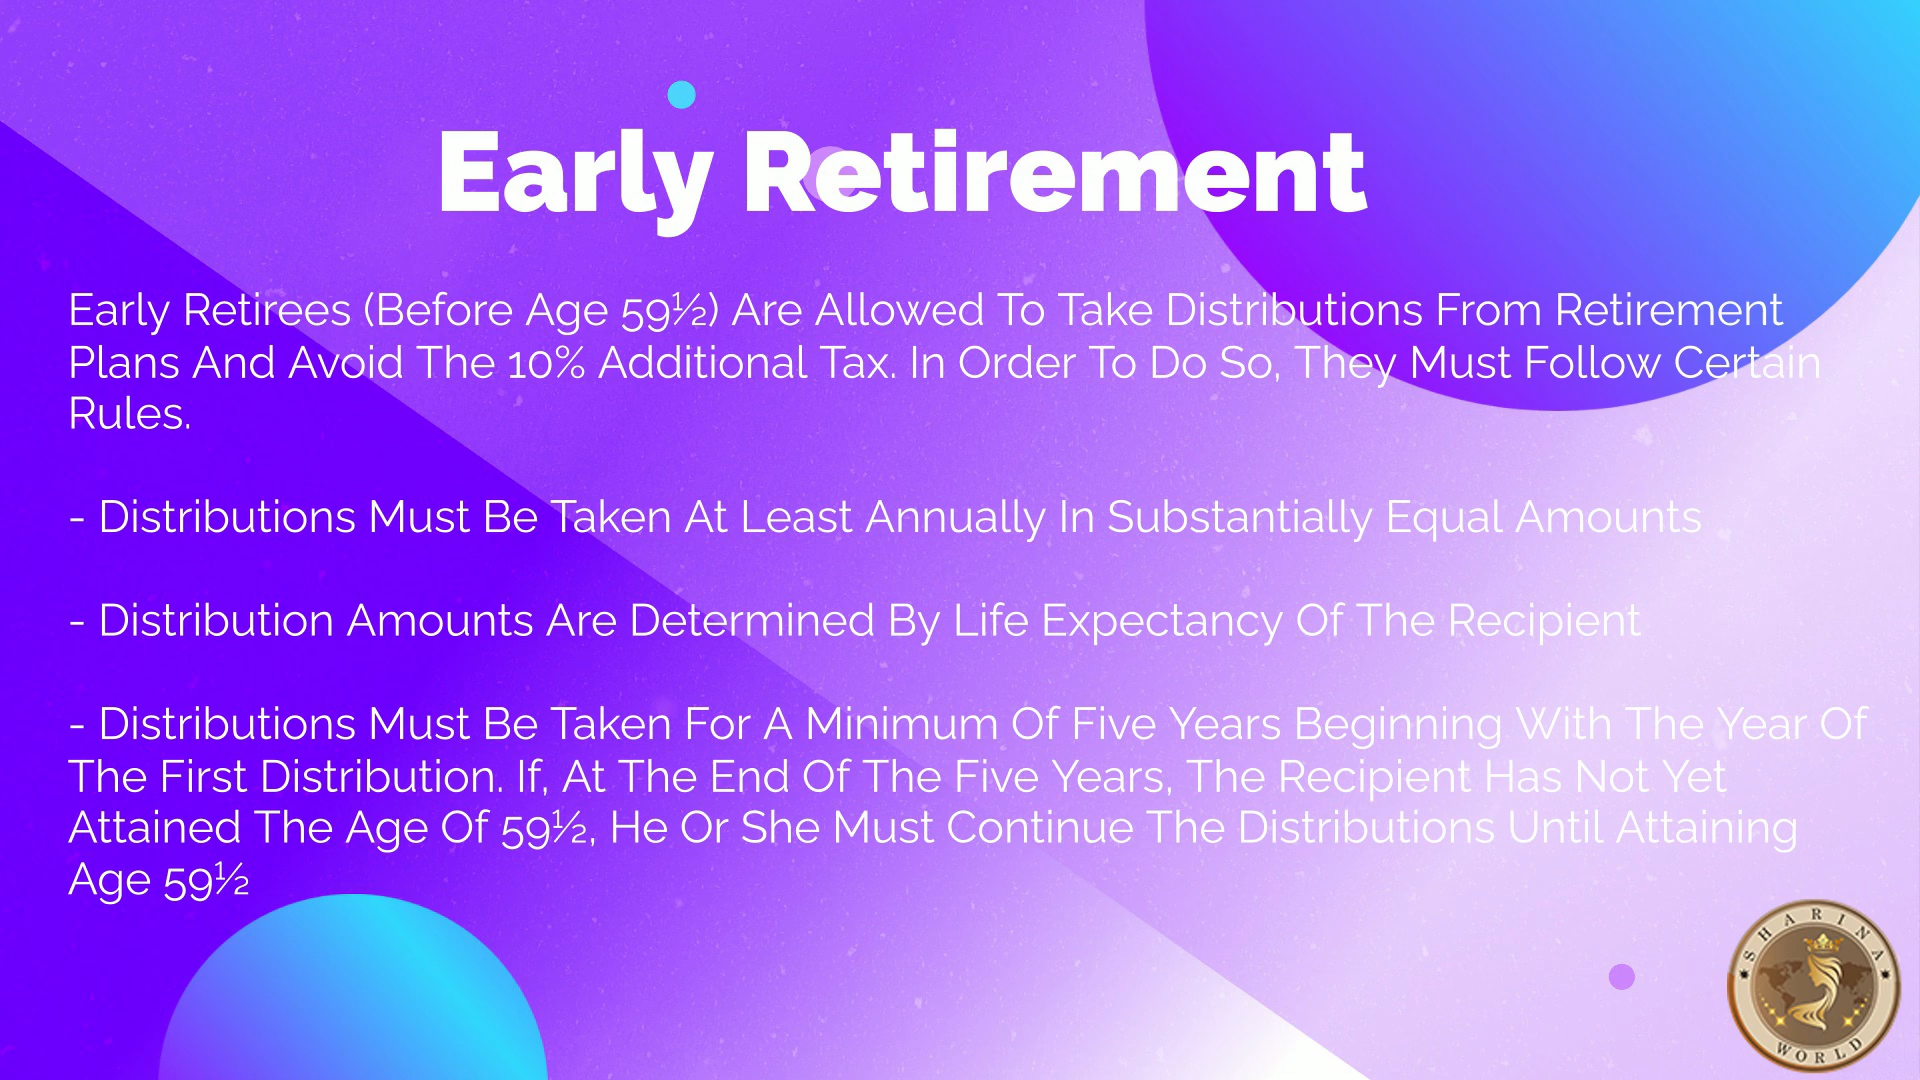 Early Retirement
Early Retirees (Before Age 59½) Are Allowed To Take Distributions From Retirement
Plans And Avoid The 10% Additional Tax. In Order To Do So, They Must Follow Certain
Rules.
- Distributions Must Be Taken At Least Annually In Substantially Equal Amounts
- Distribution Amounts Are Determined By Life Expectancy Of The Recipient
- Distributions Must Be Taken For A Minimum Of Five Years Beginning With The Year Of
The First Distribution. If, At The End Of The Five Years, The Recipient Has Not Yet
Attained The Age Of 59½, He Or She Must Continue The Distributions Until Attaining
Age 59½
SHARINA
WORLD